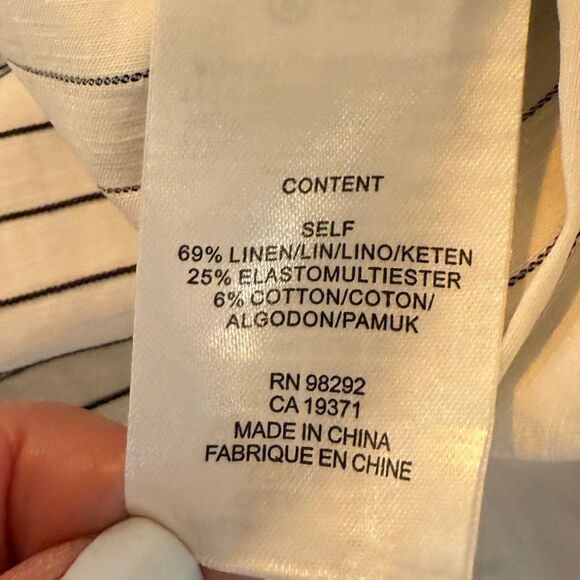 CONTENT
SELF
69% LINEN/LIN/LINO/KETEN
25% ELASTOMULTIESTER
6% COTTON/COTON/
ALGODON/PAMUK
RN 98292
CA 19371
MADE IN CHINA
FABRIQUE EN CHINE